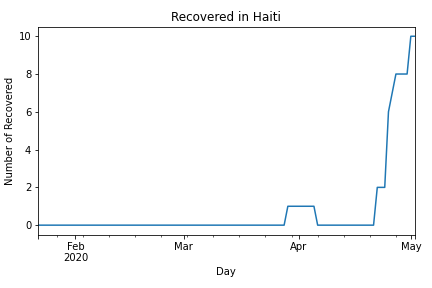 Recovered in Haiti
Number of Recovered
10
8
6
4
2
0
Feb
2020
Mar
Apr
May
Day